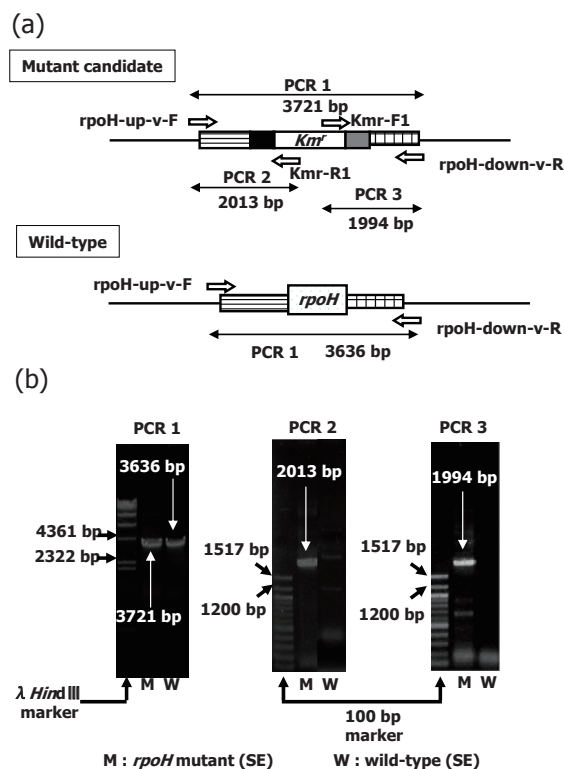 (a)
Mutant candidate
PCR 1
3721 bp
rpoH-up-v-F
Kmr-F1
Kmʳ
Kmr-R1
rpoH-down-v-R
PCR 2
2013 bp
PCR 3
1994 bp
Wild-type
rpoH-up-v-F
rpoH
rpoH-down-v-R
PCR 1 3636 bp
(b)
PCR 1
PCR 2
PCR 3
3636 bp
2013 bp
1994 bp
4361 bp
2322 bp
1517 bp
1200 bp
1517 bp
1200 bp
3721 bp
M W
M W
M W
λ HindIII
marker
100 bp
marker
M : rpoH mutant (SE)
W : wild-type (SE)